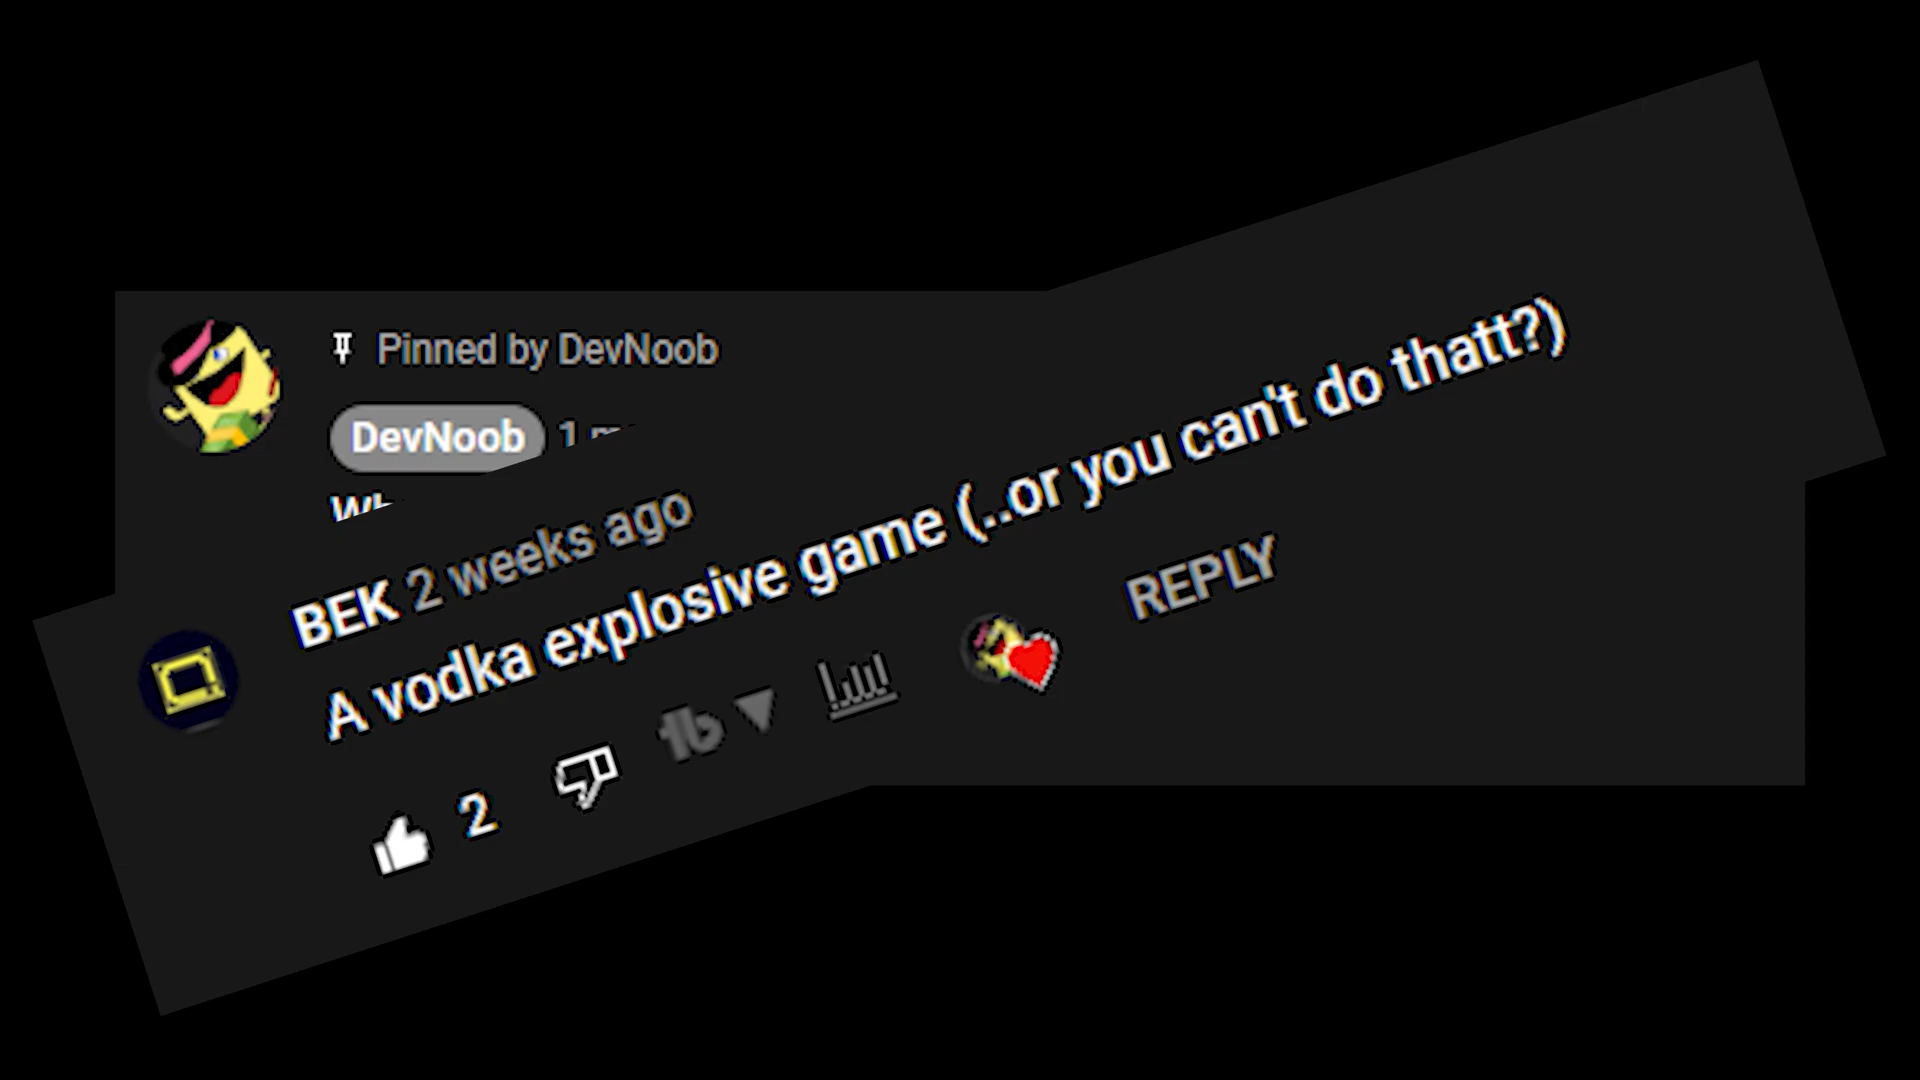 Pinned by DevNoob
DevNoob 1
BEK 2 weeks ago
A vodka explosive game (..or you can't do thatt?)
2
REPLY